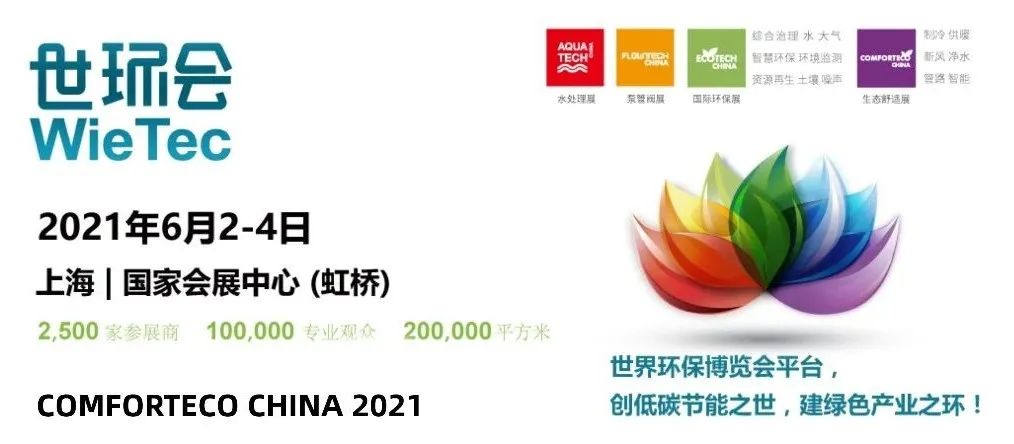 世环会
WieTec
2021年6月2-4日
上海 | 国家会展中心 (虹桥)
2,500 家参展商 100,000 专业观众 200,000 平方米
COMFORTECO CHINA 2021
AQUA
TECH
CHINA
水处理展
FLOWTECH
CHINA
泵管阀展
ECOTECH
CHINA
国际环保展
综合治理 水 大气
智慧环保 环境监测
资源再生 土壤 噪声
COMFORTECO
CHINA
生态舒适展
制冷 供暖
新风 净水
管路 智能
世界环保博览会平台，
创低碳节能之世，建绿色产业之环！